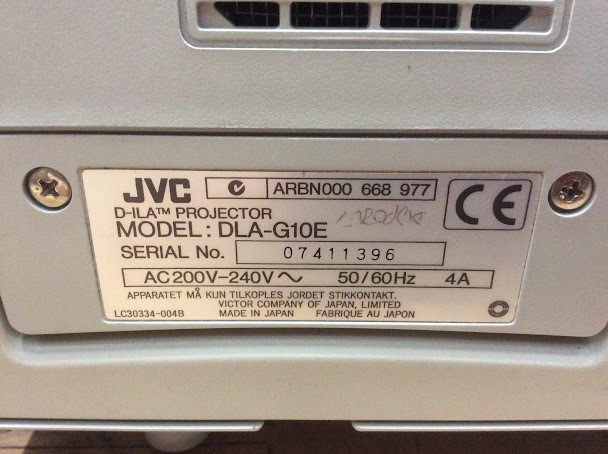 JVC ARBN000 668 977
D-ILA™ PROJECTOR
MODEL : DLA-G10E
CE
SERIAL No. 07411396
AC200V-240V～ 50/60Hz 4A
APPARATET MÅ KUN TILKOPLES JORDET STIKKONTAKT.
VICTOR COMPANY OF JAPAN, LIMITED
LC30334-004B MADE IN JAPAN FABRIQUE AU JAPON